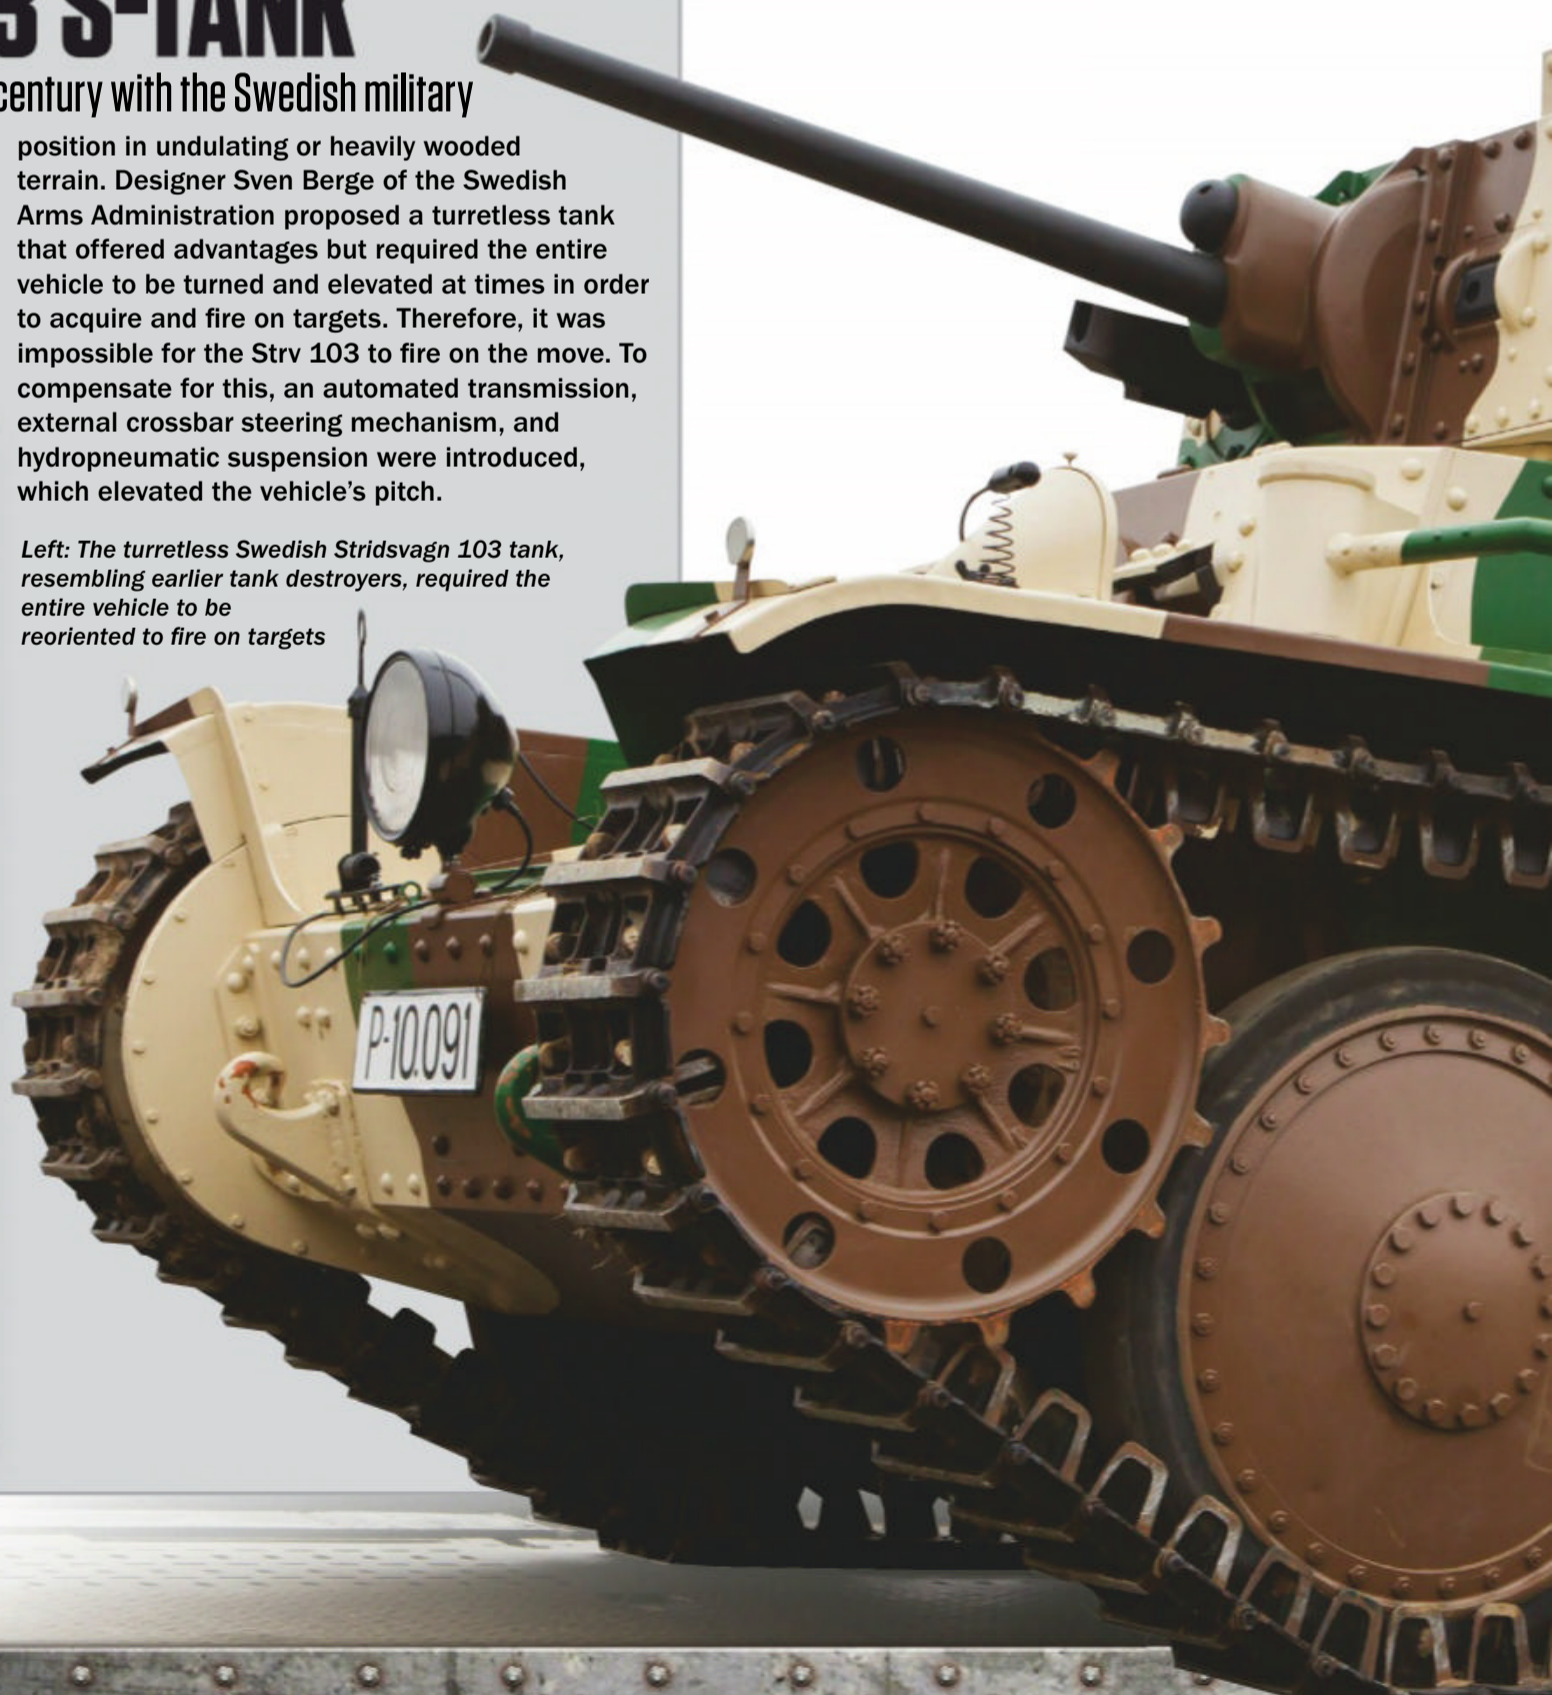 3 S-TANK
century with the Swedish military
position in undulating or heavily wooded
terrain. Designer Sven Berge of the Swedish
Arms Administration proposed a turretless tank
that offered advantages but required the entire
vehicle to be turned and elevated at times in order
to acquire and fire on targets. Therefore, it was
impossible for the Strv 103 to fire on the move. To
compensate for this, an automated transmission,
external crossbar steering mechanism, and
hydropneumatic suspension were introduced,
which elevated the vehicle’s pitch.
Left: The turretless Swedish Stridsvagn 103 tank,
resembling earlier tank destroyers, required the
entire vehicle to be
reoriented to fire on targets
P-10.091